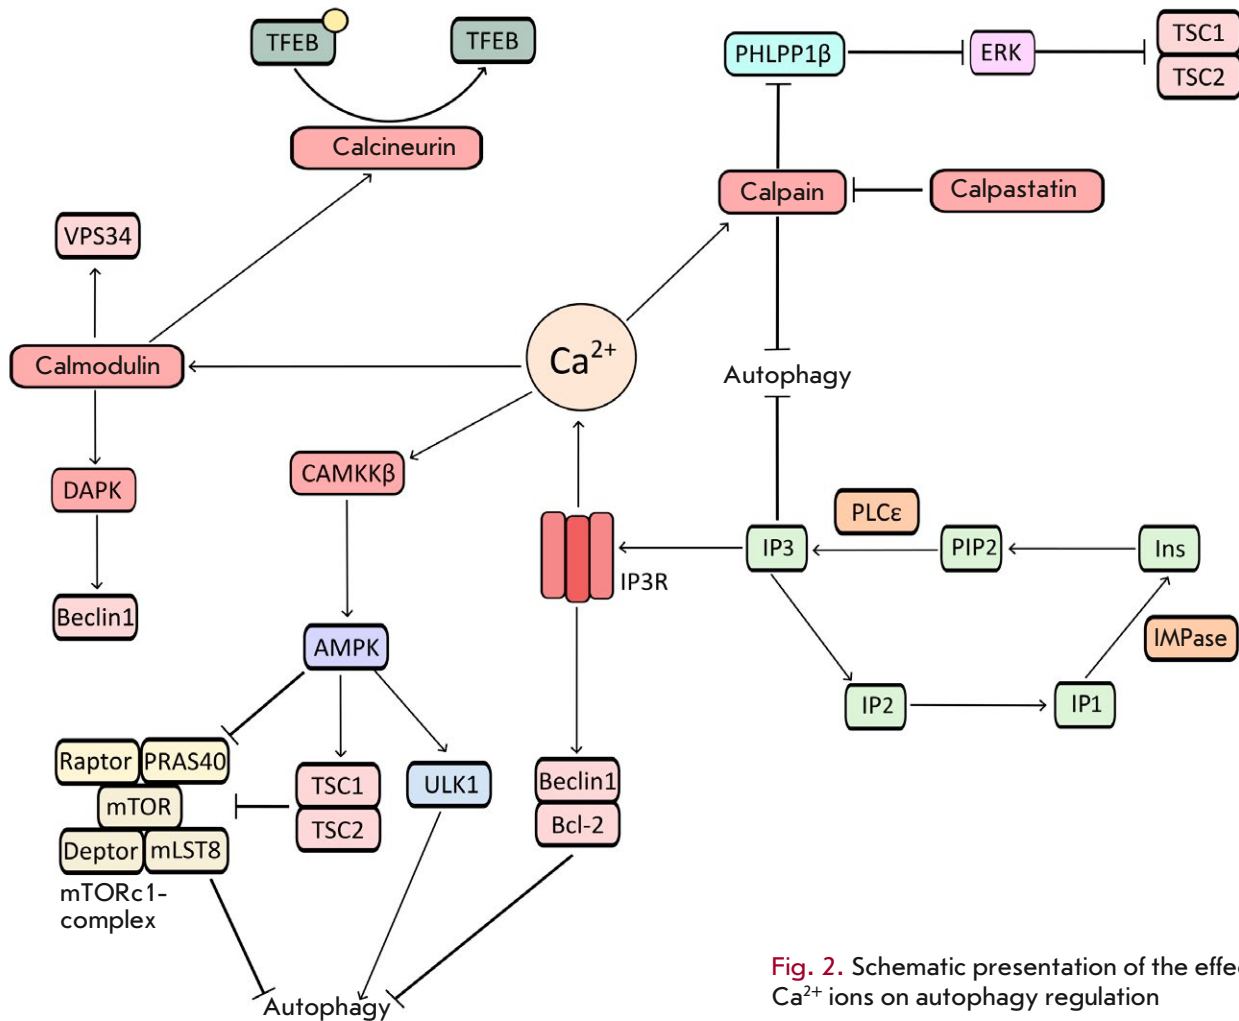 TFEB
TFEB
PHLPP1β
ERK
TSC1
TSC2
Calcineurin
Calpain
Calpastatin
VPS34
Calmodulin
Ca²⁺
Autophagy
DAPK
CAMKKβ
PLCε
IP3
PIP2
Ins
IP3R
Beclin1
AMPK
IMPase
IP2
IP1
Raptor
PRAS40
mTOR
Deptor
mLST8
mTORc1-
complex
TSC1
TSC2
ULK1
Beclin1
Bcl-2
Autophagy
Fig. 2. Schematic presentation of the effe
Ca²⁺ ions on autophagy regulation